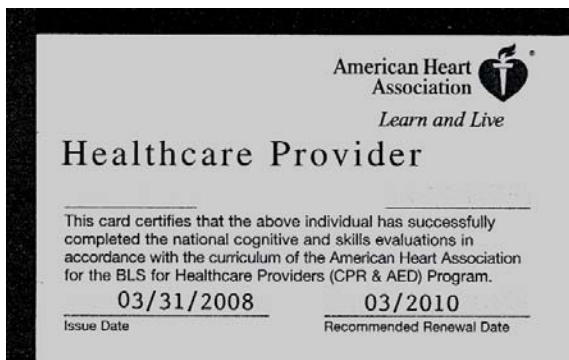 American Heart
Association®
Learn and Live
Healthcare Provider
This card certifies that the above individual has successfully
completed the national cognitive and skills evaluations in
accordance with the curriculum of the American Heart Association
for the BLS for Healthcare Providers (CPR & AED) Program.
03/31/2008 03/2010
Issue Date Recommended Renewal Date